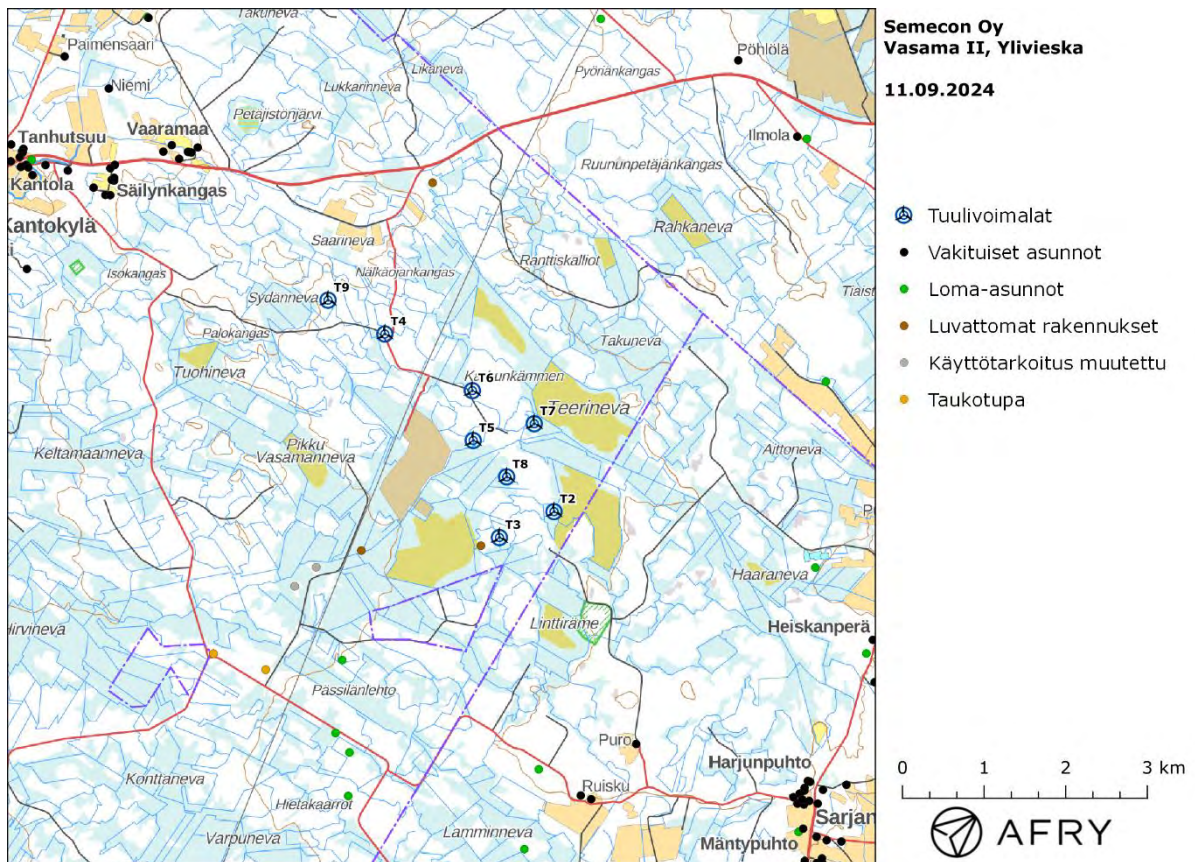 Takuneva
Paimensaari
Niemi
Likaneva
Lukkarinneva
Petäjistönjärvi
Pyöriänkangas
Pöhlölä
Tanhutsuu
Vaaramaa
Kantola
Säilynkangas
Kantokylä
Ilmola
Ruununpetäjänkangas
Rahkaneva
Saarineva
Ranttiskalliot
Isokangas
Nälkäojankangas
Sydänneva
T9
T4
Palokangas
Tuohineva
Takuneva
T6
T7
Teerineva
T5
Pikku
Vasamanneva
Keltamaanneva
Aittoneva
T8
T2
T3
Haaraneva
Linttiräme
Hirvineva
Heiskanperä
Pässilänlehto
Puro
Harjunpuhto
Konttaneva
Ruisku
Hietakaarrot
Sarjan
Varpuneva
Lamminneva
Mäntypuhto
Semecon Oy
Vasama II, Ylivieska
11.09.2024
Tuulivoimalat
Vakituiset asunnot
Loma-asunnot
Luvattomat rakennukset
Käyttötarkoitus muutettu
Taukotupa
0 1 2 3 km
AFRY